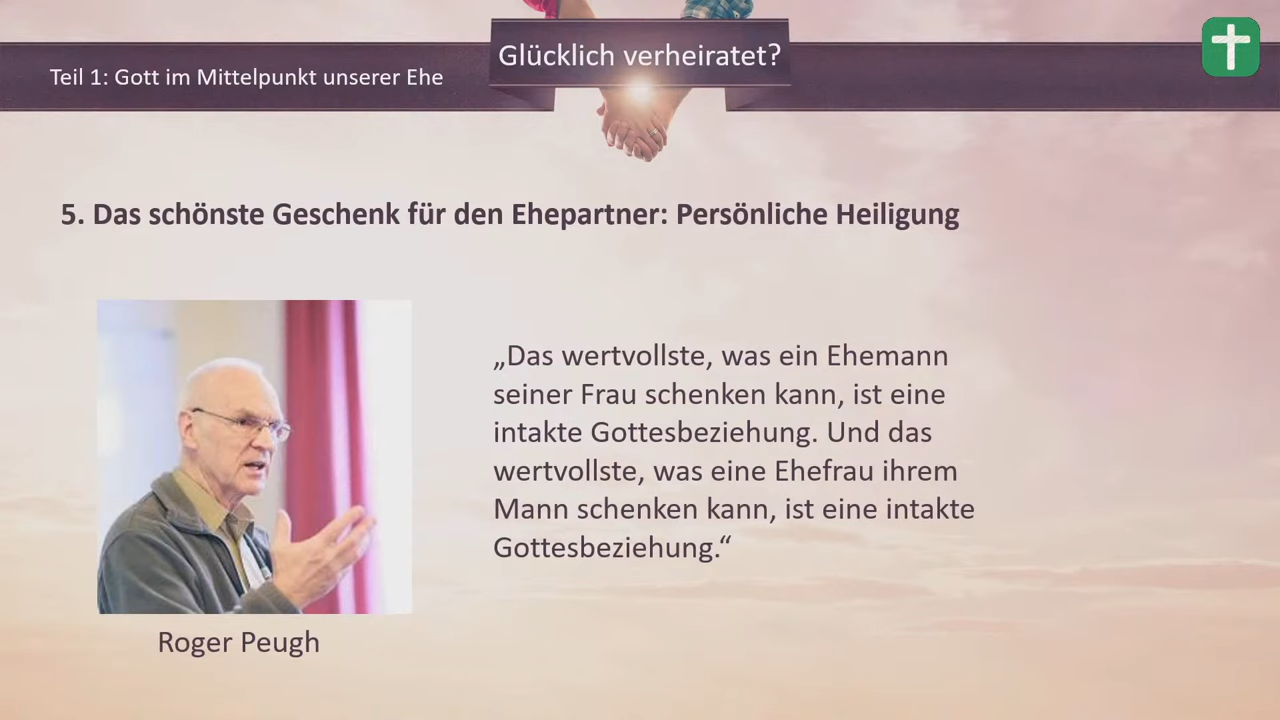 Glücklich verheiratet?
Teil 1: Gott im Mittelpunkt unserer Ehe
5. Das schönste Geschenk für den Ehepartner: Persönliche Heiligung
„Das wertvollste, was ein Ehemann
seiner Frau schenken kann, ist eine
intakte Gottesbeziehung. Und das
wertvollste, was eine Ehefrau ihrem
Mann schenken kann, ist eine intakte
Gottesbeziehung.“
Roger Peugh